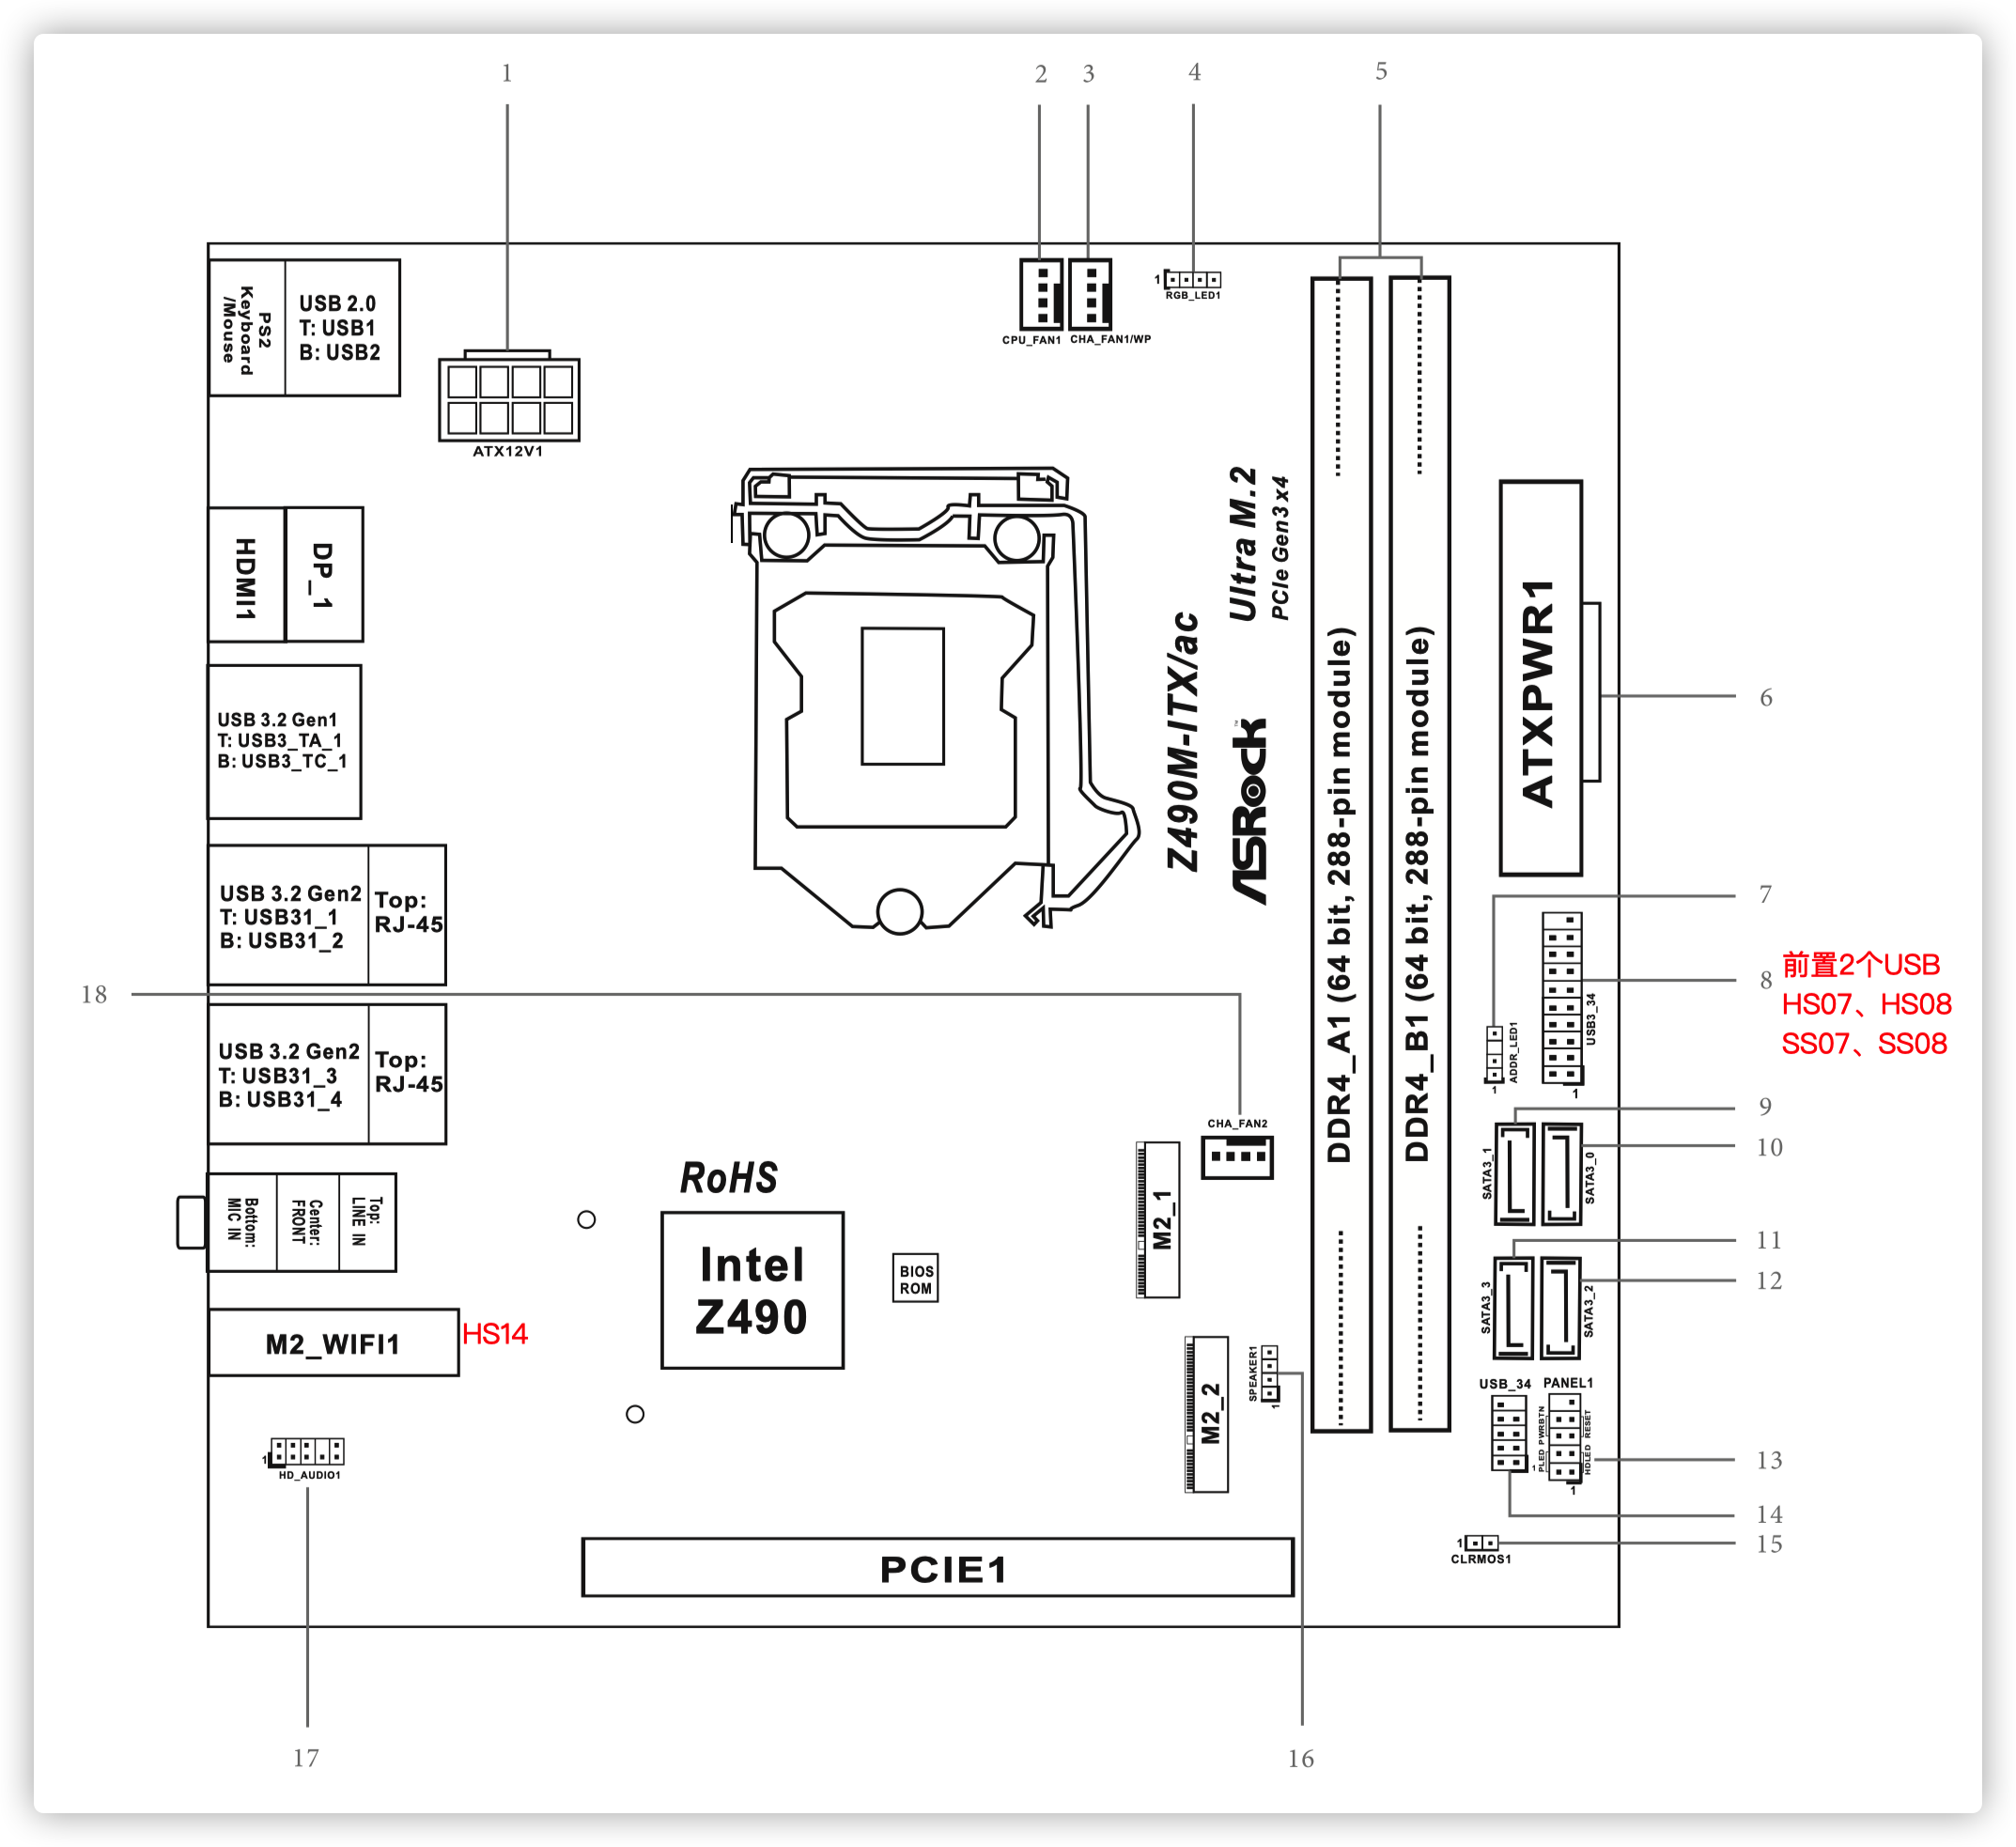 1
2
3
4
5
PS2
Keyboard
/Mouse
USB 2.0
T: USB1
B: USB2
ATX12V1
CPU_FAN1
CHA_FAN1/WP
1
RGB_LED1
HDMI1
DP_1
Ultra M.2
PCIe Gen3 x4
Z490M-ITX/ac
ASRock
TM
DDR4_A1 (64 bit, 288-pin module)
DDR4_B1 (64 bit, 288-pin module)
ATXPWR1
6
USB 3.2 Gen1
T: USB3_TA_1
B: USB3_TC_1
USB 3.2 Gen2
T: USB31_1
B: USB31_2
Top:
RJ-45
7
8
前置2个USB
HS07、HS08
SS07、SS08
USB3_34
1
ADDR_LED1
1
18
USB 3.2 Gen2
T: USB31_3
B: USB31_4
Top:
RJ-45
CHA_FAN2
9
10
SATA3_1
SATA3_0
Bottom:
MIC IN
Center:
FRONT
Top:
LINE IN
RoHS
Intel
Z490
BIOS
ROM
M2_1
11
12
SATA3_3
SATA3_2
M2_WIFI1
HS14
M2_2
SPEAKER1
1
USB_34
PANEL1
PLED PWRBTN
HDLED RESET
1
1
13
14
15
1
HD_AUDIO1
1
CLRMOS1
PCIE1
17
16